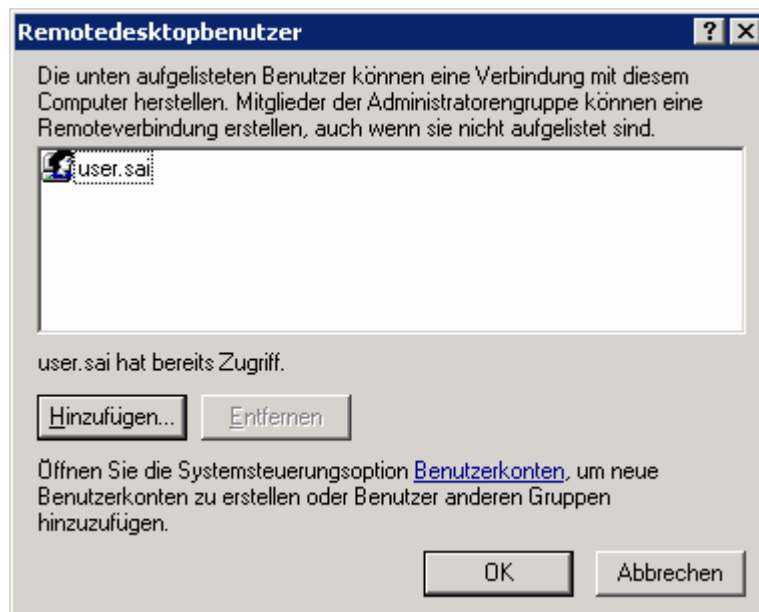 Remotedesktopbenutzer
Die unten aufgelisteten Benutzer können eine Verbindung mit diesem
Computer herstellen. Mitglieder der Administratorengruppe können eine
Remoteverbindung erstellen, auch wenn sie nicht aufgelistet sind.
user.sai
user.sai hat bereits Zugriff.
Hinzufügen... Entfernen
Öffnen Sie die Systemsteuerungsoption Benutzerkonten, um neue
Benutzerkonten zu erstellen oder Benutzer anderen Gruppen
hinzuzufügen.
OK Abbrechen